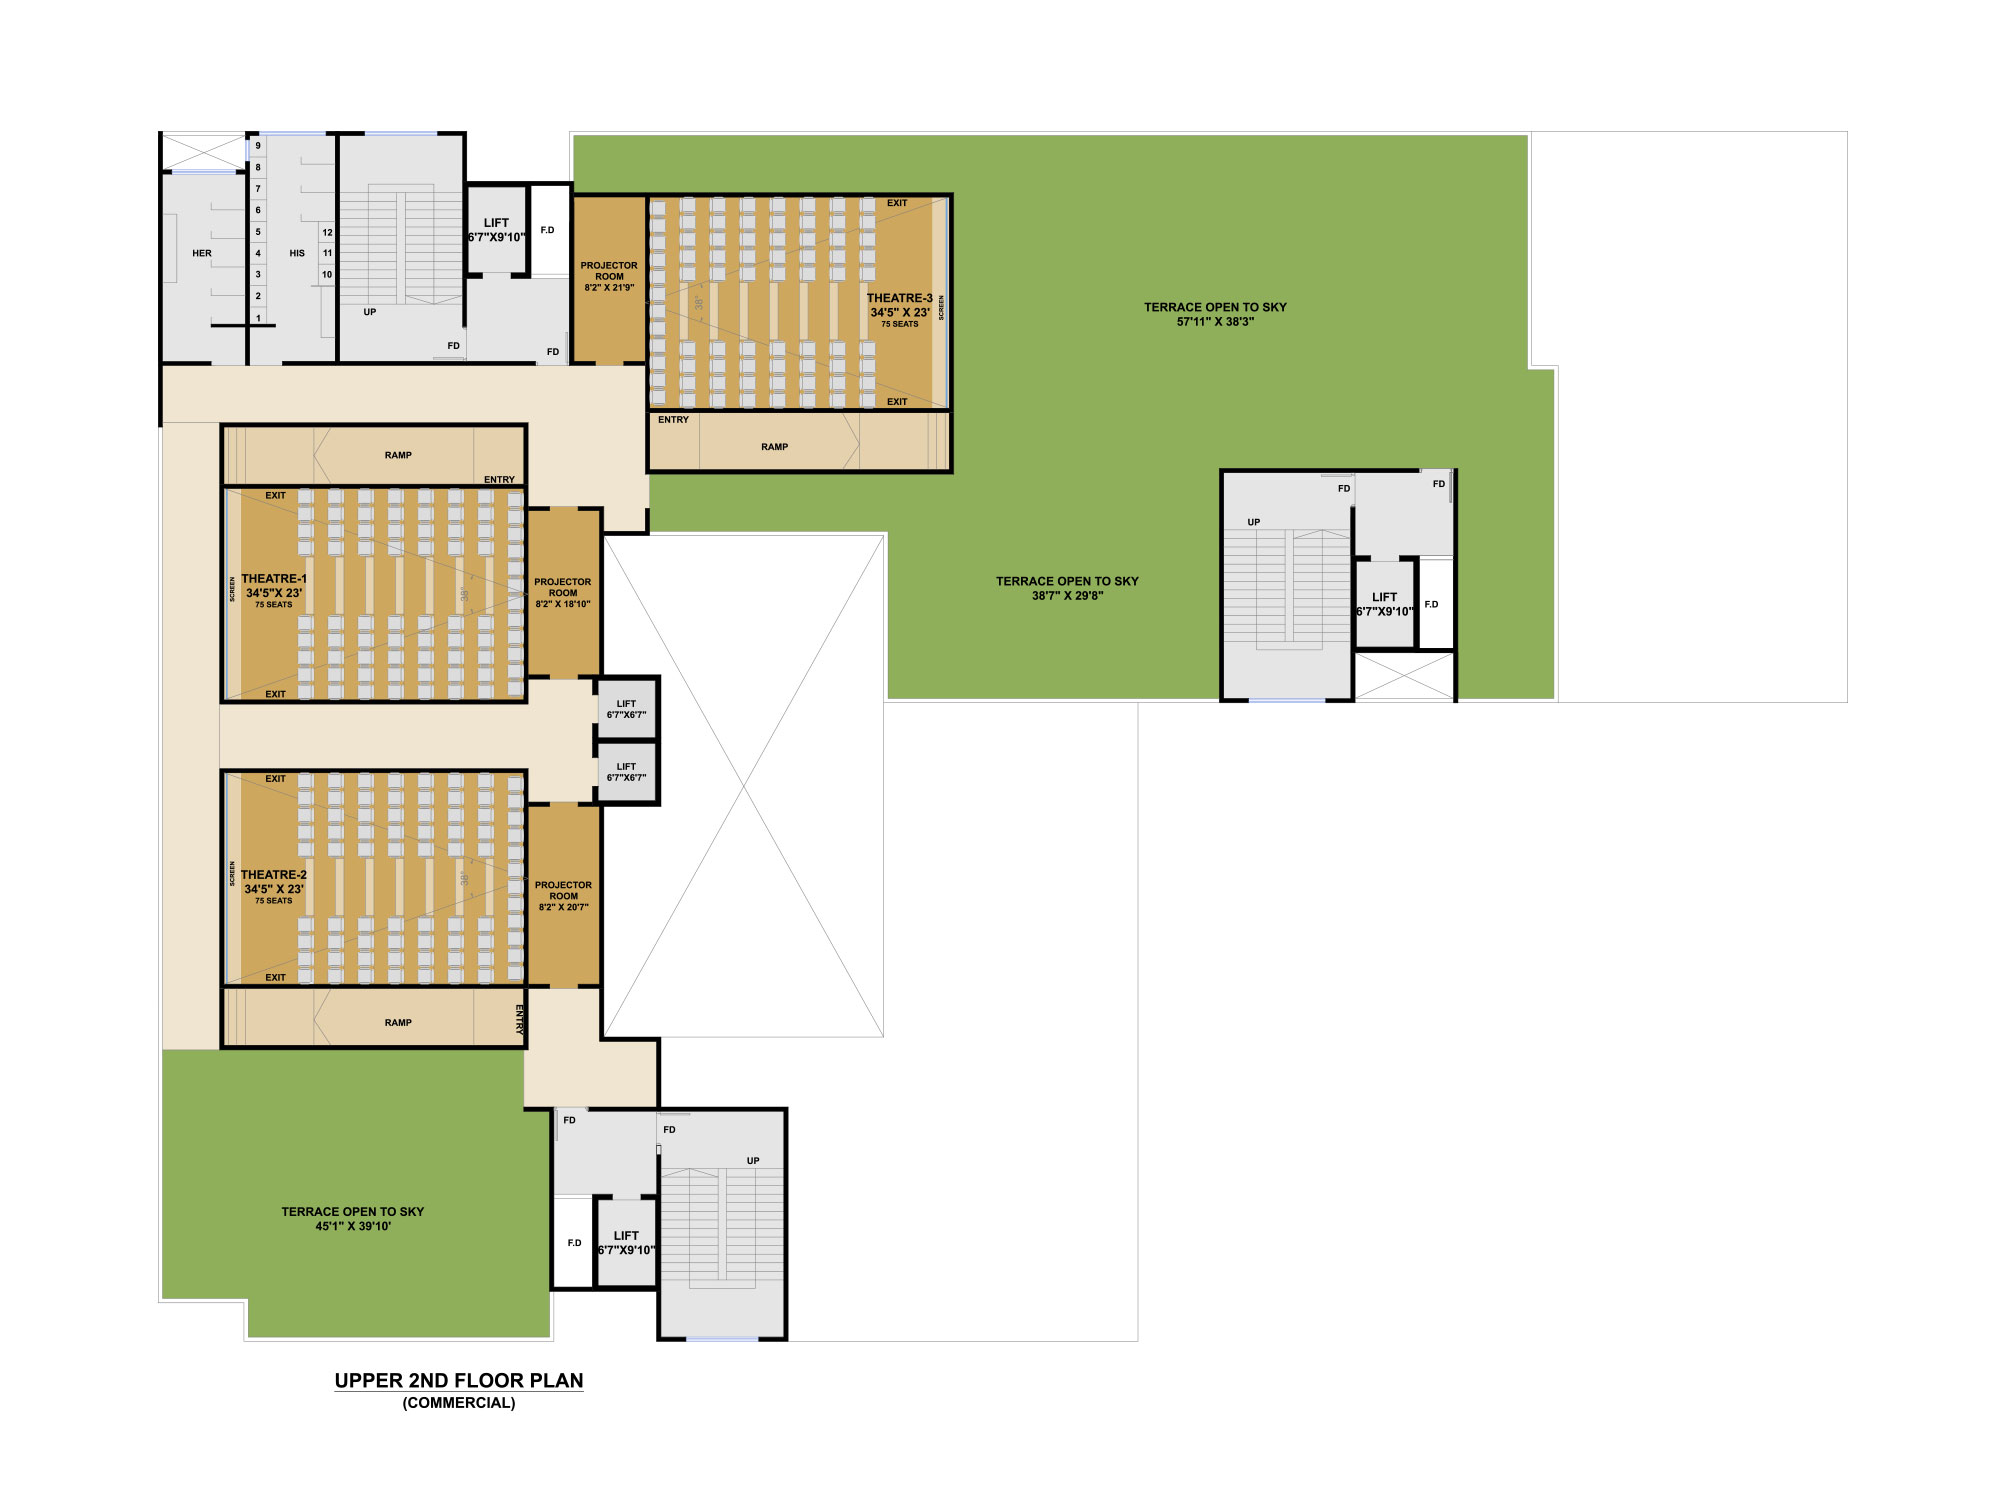 9
8
7
6
5
4
3
2
1
12
11
10
HER
HIS
UP
LIFT
6'7"X9'10"
F.D
FD
FD
PROJECTOR
ROOM
8'2" X 21'9"
EXIT
THEATRE-3
34'5" X 23'
75 SEATS
SCREEN
38°
EXIT
ENTRY
RAMP
TERRACE OPEN TO SKY
57'11" X 38'3"
RAMP
ENTRY
EXIT
THEATRE-1
34'5"X 23'
75 SEATS
SCREEN
38°
EXIT
PROJECTOR
ROOM
8'2" X 18'10"
TERRACE OPEN TO SKY
38'7" X 29'8"
FD
FD
UP
LIFT
6'7"X9'10"
F.D
LIFT
6'7"X6'7"
LIFT
6'7"X6'7"
EXIT
THEATRE-2
34'5" X 23'
75 SEATS
SCREEN
38°
EXIT
PROJECTOR
ROOM
8'2" X 20'7"
RAMP
ENTRY
FD
FD
UP
LIFT
6'7"X9'10"
F.D
TERRACE OPEN TO SKY
45'1" X 39'10'
UPPER 2ND FLOOR PLAN
(COMMERCIAL)